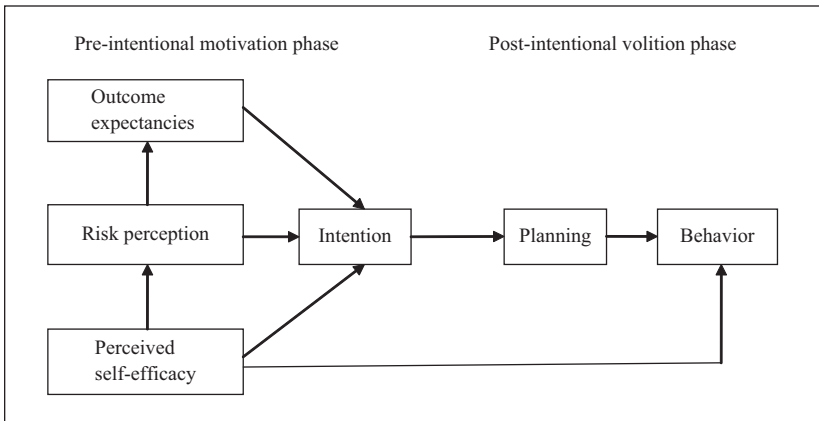 Pre-intentional motivation phase
Post-intentional volition phase
Outcome
expectancies
Risk perception
Intention
Planning
Behavior
Perceived
self-efficacy